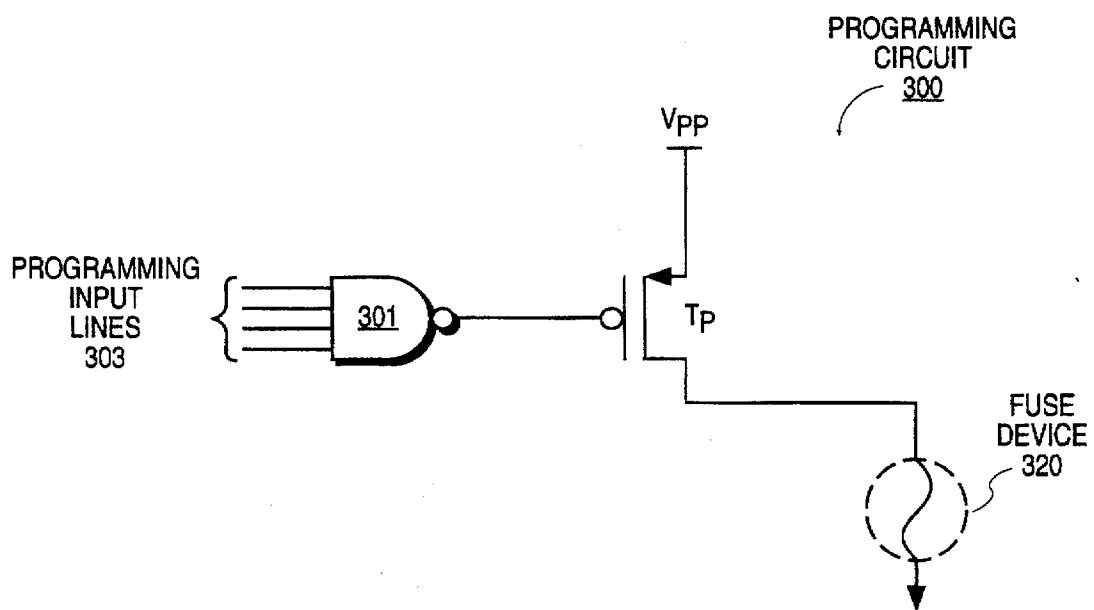 PROGRAMMING
CIRCUIT
300
VPP
PROGRAMMING
INPUT
LINES
303
301
TP
FUSE
DEVICE
320